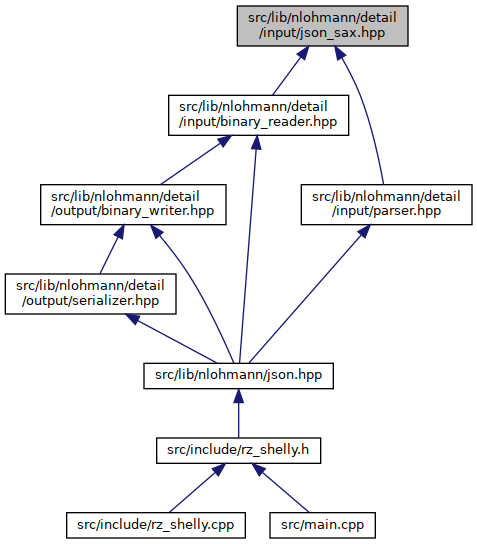 src/lib/nlohmann/detail
/input/json_sax.hpp
src/lib/nlohmann/detail
/input/binary_reader.hpp
src/lib/nlohmann/detail
/output/binary_writer.hpp
src/lib/nlohmann/detail
/input/parser.hpp
src/lib/nlohmann/detail
/output/serializer.hpp
src/lib/nlohmann/json.hpp
src/include/rz_shelly.h
src/include/rz_shelly.cpp
src/main.cpp